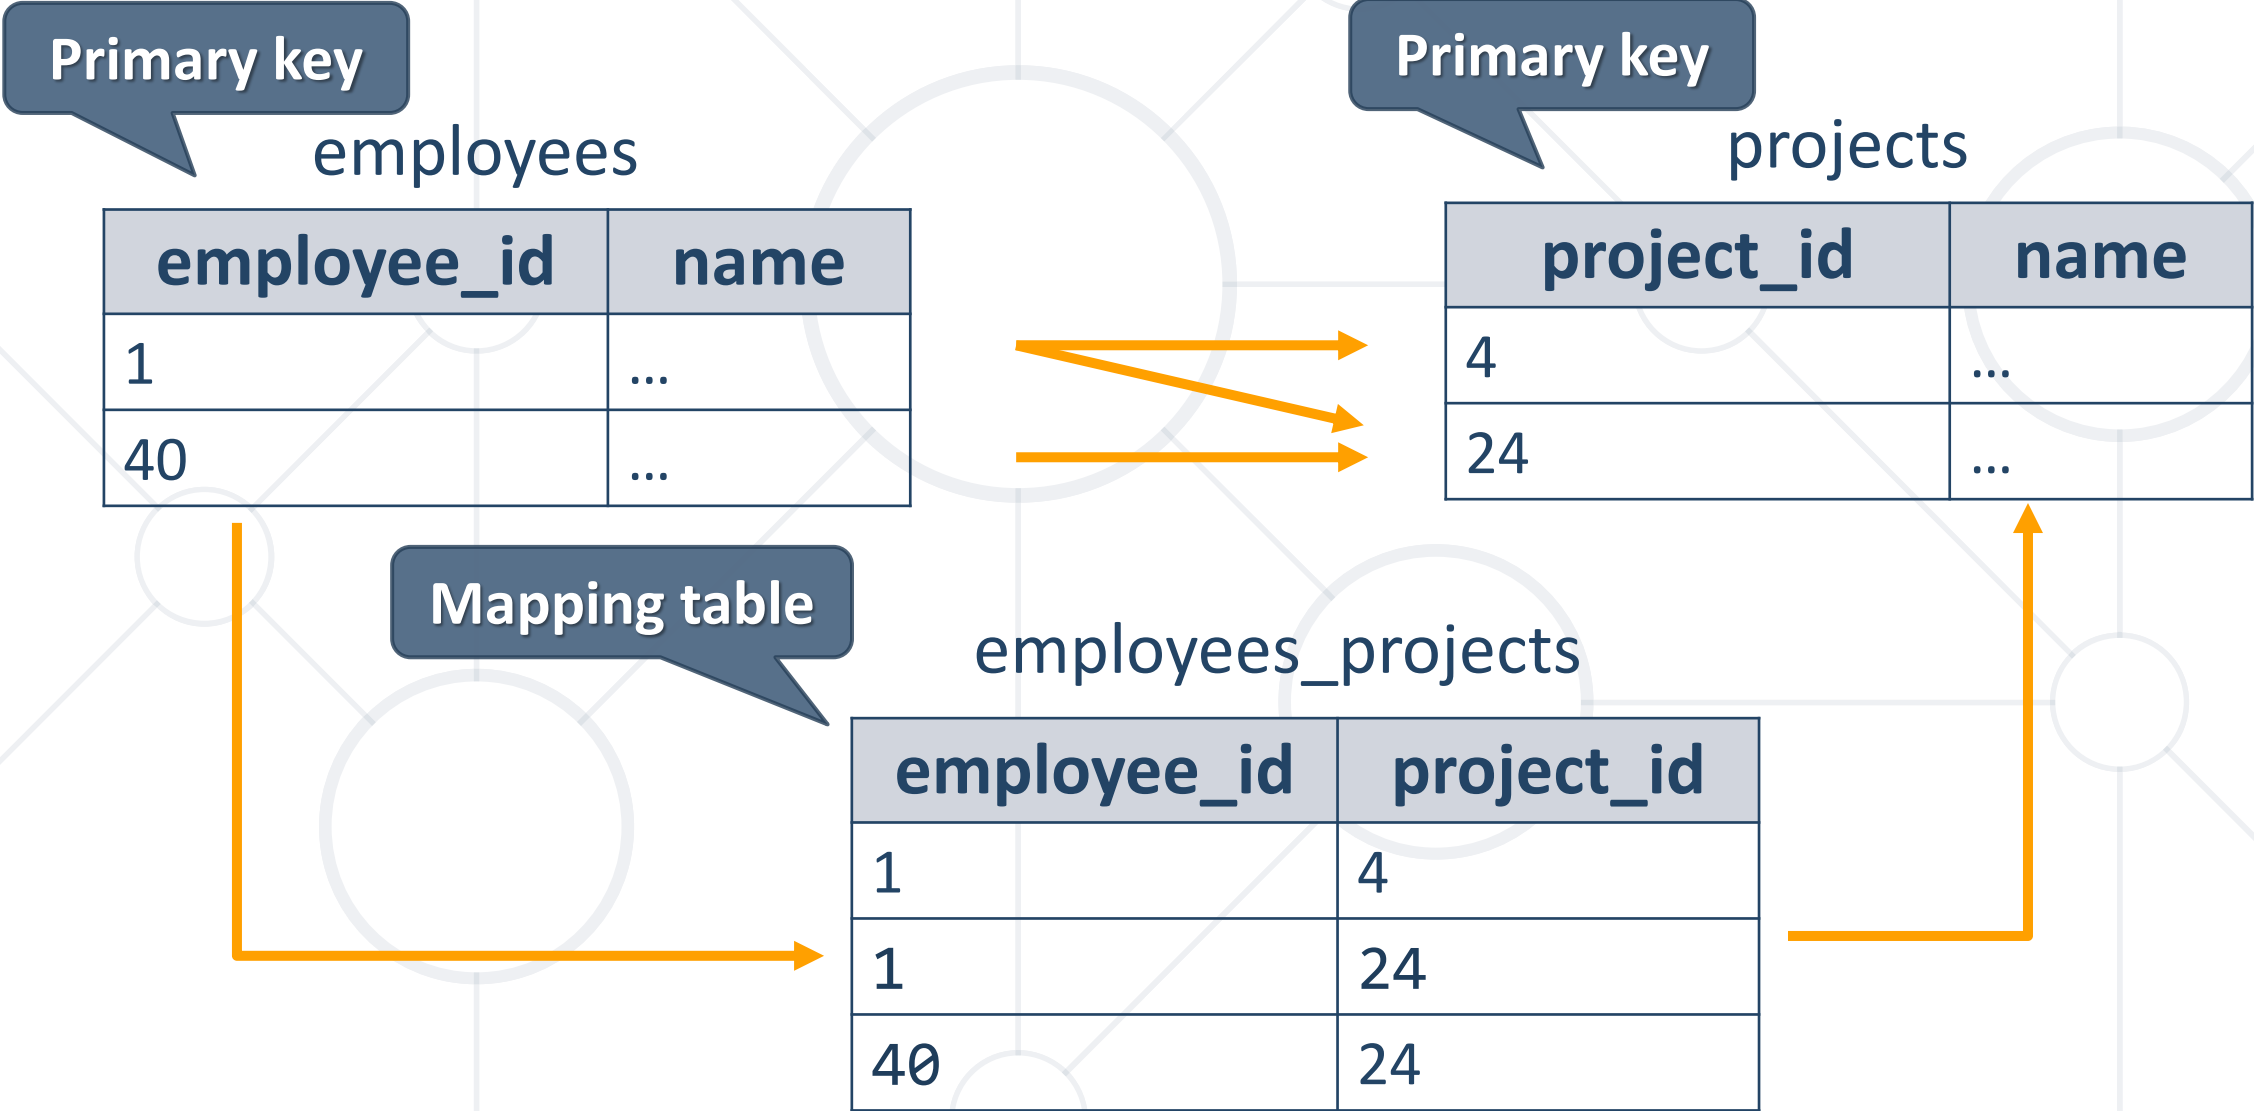 Primary key
Primary key
employees
projects
employee_id name
1 ...
40 ...
project_id name
4 ...
24 ...
Mapping table
employees_projects
employee_id project_id
1 4
1 24
40 24